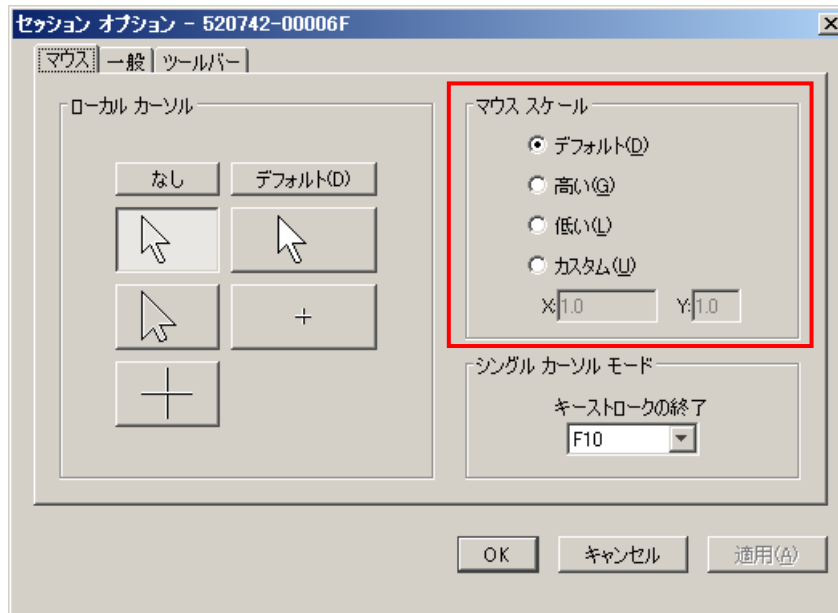 セッション オプション - 520742-00006F
マウス 一般 ツールバー
ローカル カーソル
なし デフォルト(D)
マウス スケール
デフォルト(D)
高い(G)
低い(L)
カスタム(U)
X: 1.0 Y: 1.0
シングル カーソル モード
キーストロークの終了
F10
OK キャンセル 適用(A)